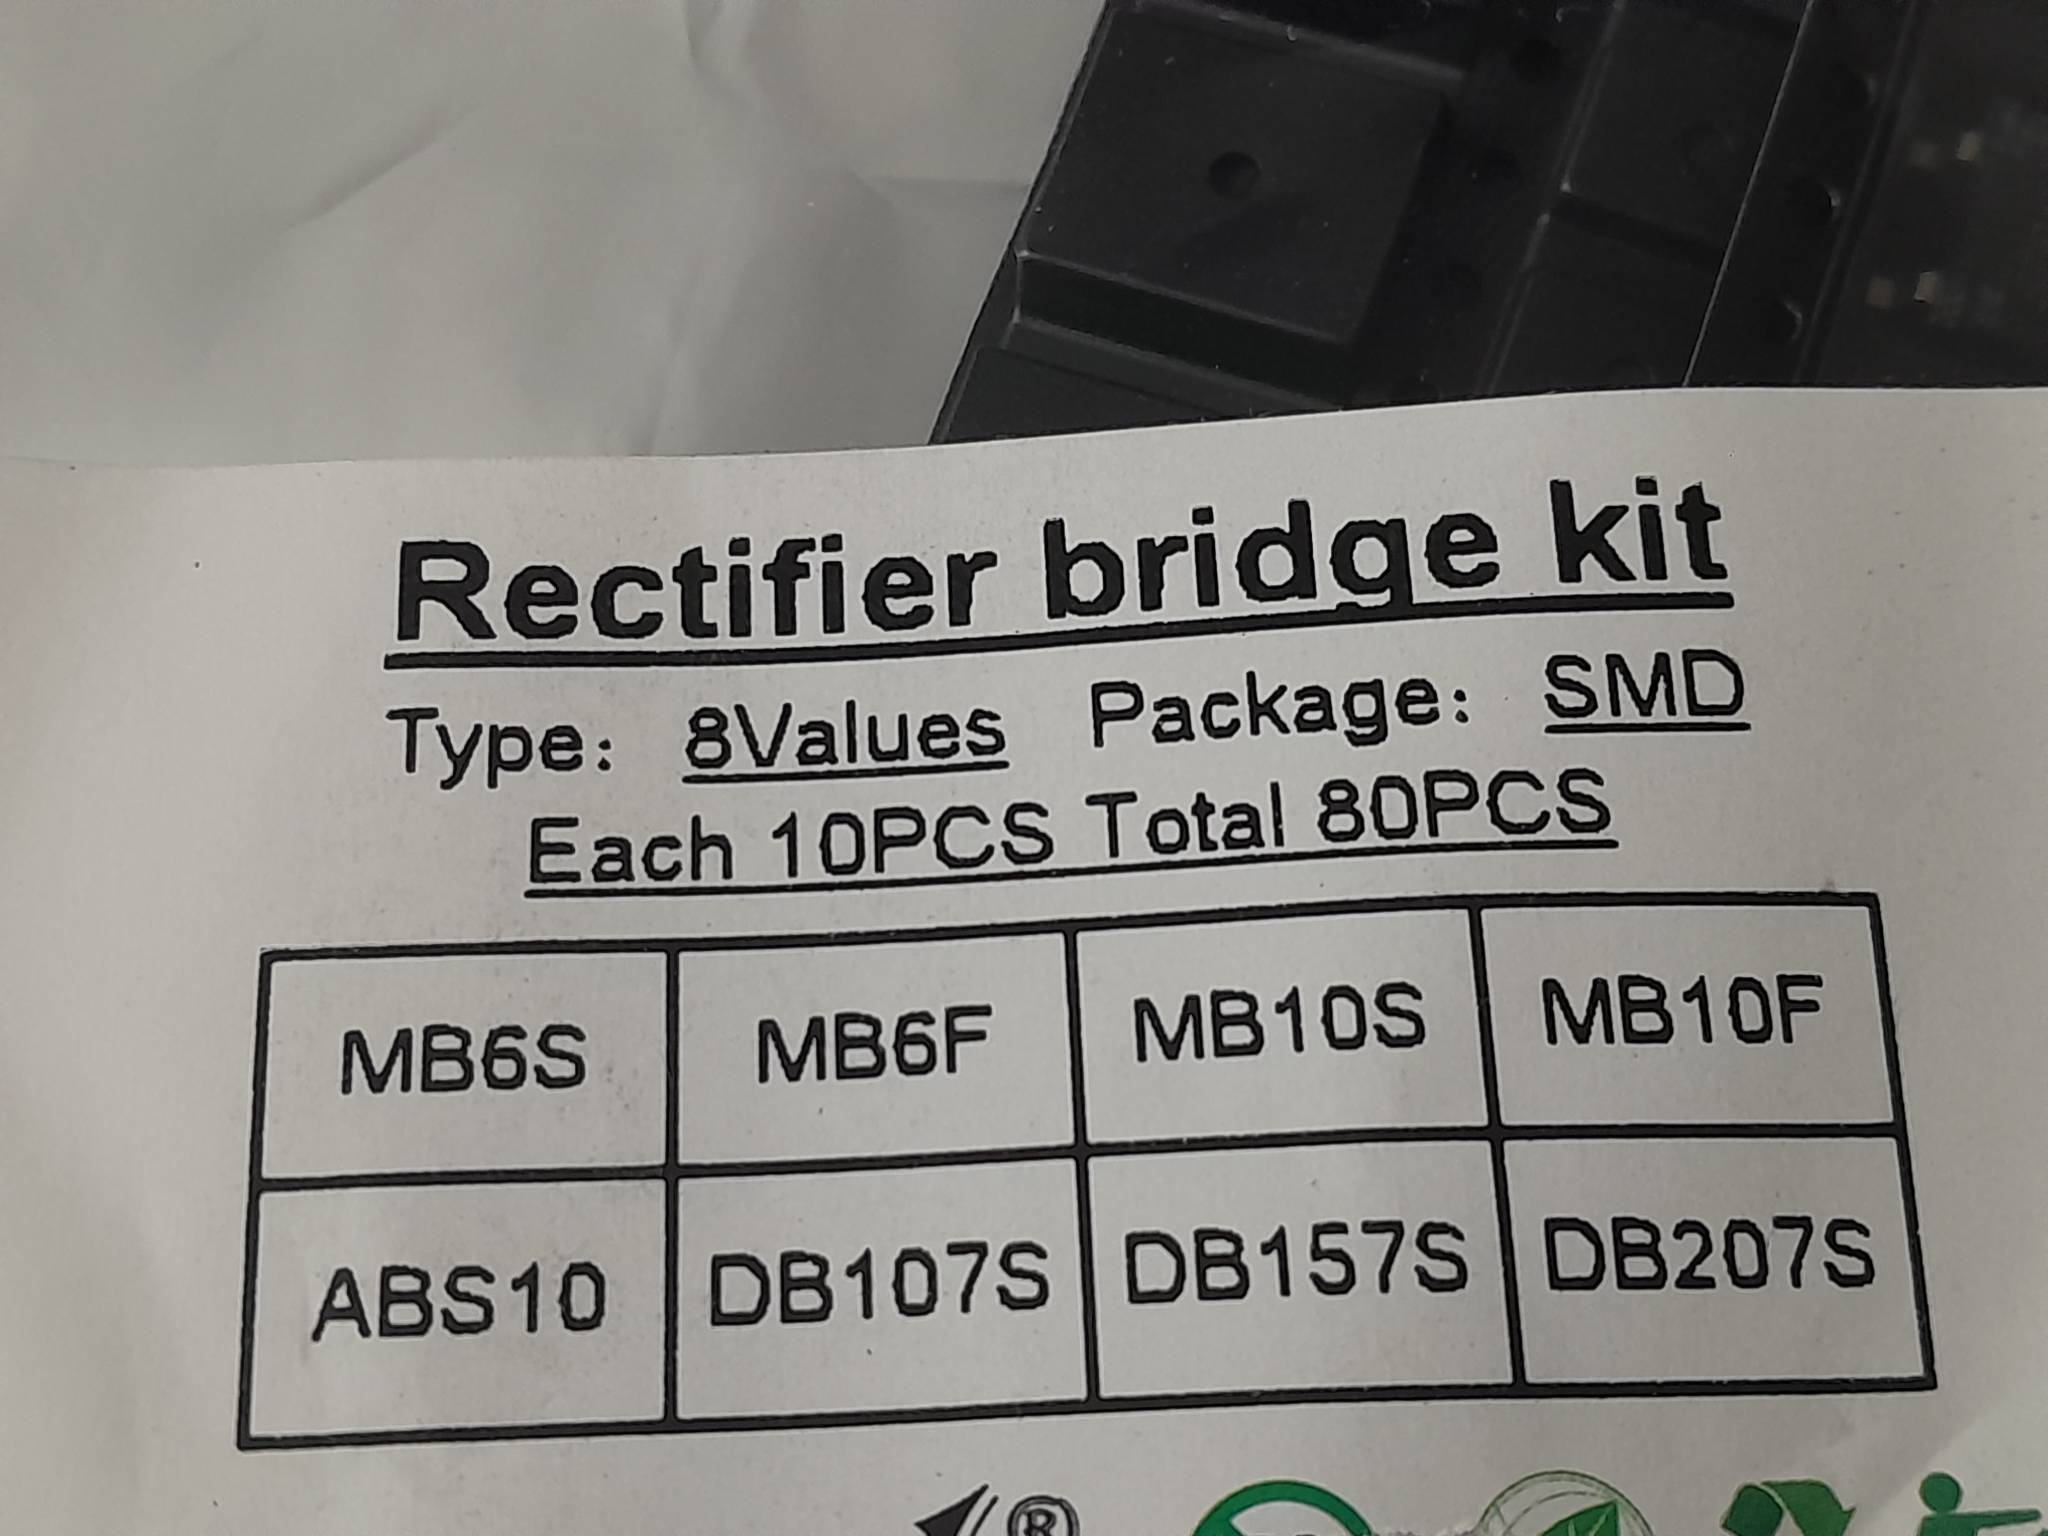 Rectifier bridge kit
Type: 8Values Package: SMD
Each 10PCS Total 80PCS
MB6S MB6F MB10S MB10F
ABS10 DB107S DB157S DB207S
®